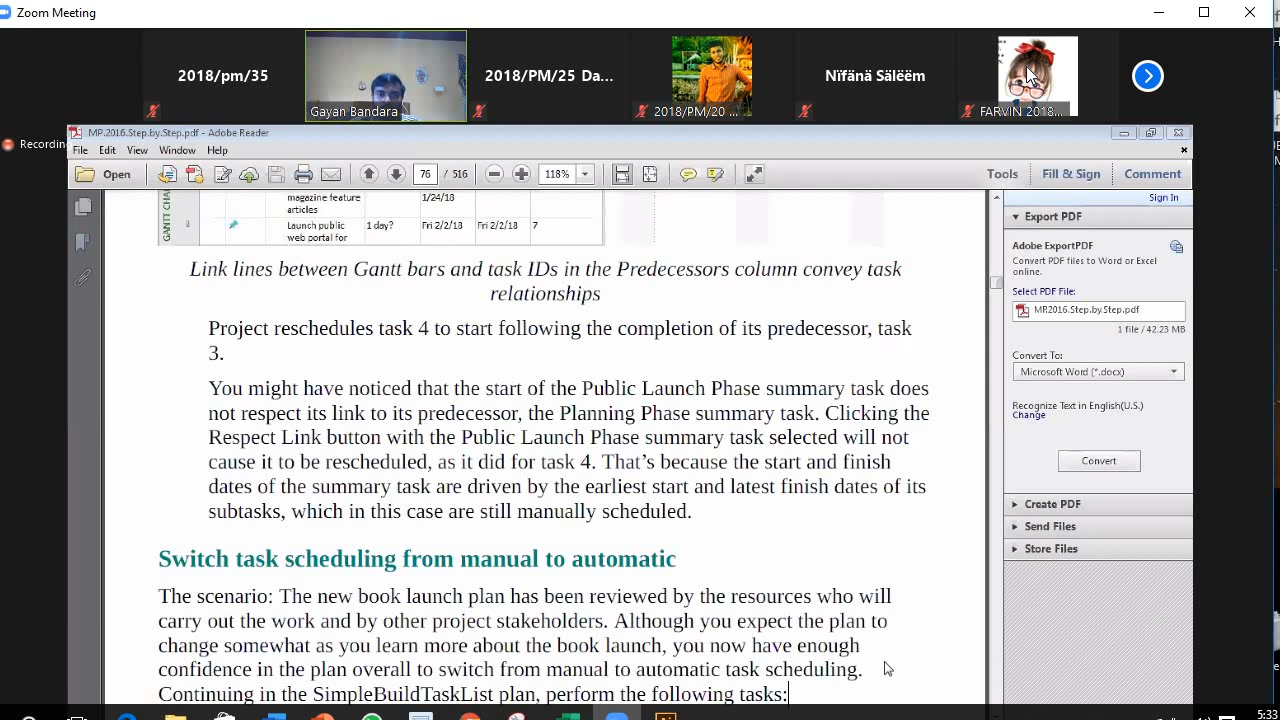 Zoom Meeting
2018/pm/35
2018/PM/25 Da...
Nïfänä Sälëëm
Gayan Bandara
2018/PM/20 ...
FARVIN 2018...
Recording
MP.2016.Step.by.Step.pdf - Adobe Reader
File Edit View Window Help
Open
76 / 516
118%
Tools
Fill & Sign
Comment
Sign In
GANTT CHA
magazine feature
articles
1/24/18
8
Launch public
web portal for
1 day?
Fri 2/2/18
Fri 2/2/18
7
Link lines between Gantt bars and task IDs in the Predecessors column convey task
relationships
Project reschedules task 4 to start following the completion of its predecessor, task
3.
You might have noticed that the start of the Public Launch Phase summary task does
not respect its link to its predecessor, the Planning Phase summary task. Clicking the
Respect Link button with the Public Launch Phase summary task selected will not
cause it to be rescheduled, as it did for task 4. That’s because the start and finish
dates of the summary task are driven by the earliest start and latest finish dates of its
subtasks, which in this case are still manually scheduled.
Switch task scheduling from manual to automatic
The scenario: The new book launch plan has been reviewed by the resources who will
carry out the work and by other project stakeholders. Although you expect the plan to
change somewhat as you learn more about the book launch, you now have enough
confidence in the plan overall to switch from manual to automatic task scheduling.
Continuing in the SimpleBuildTaskList plan, perform the following tasks:
Export PDF
Adobe ExportPDF
Convert PDF files to Word or Excel
online.
Select PDF File:
MP.2016.Step.by.Step.pdf
1 file / 42.23 MB
Convert To:
Microsoft Word (*.docx)
Recognize Text in English(U.S.)
Change
Convert
Create PDF
Send Files
Store Files
5:33